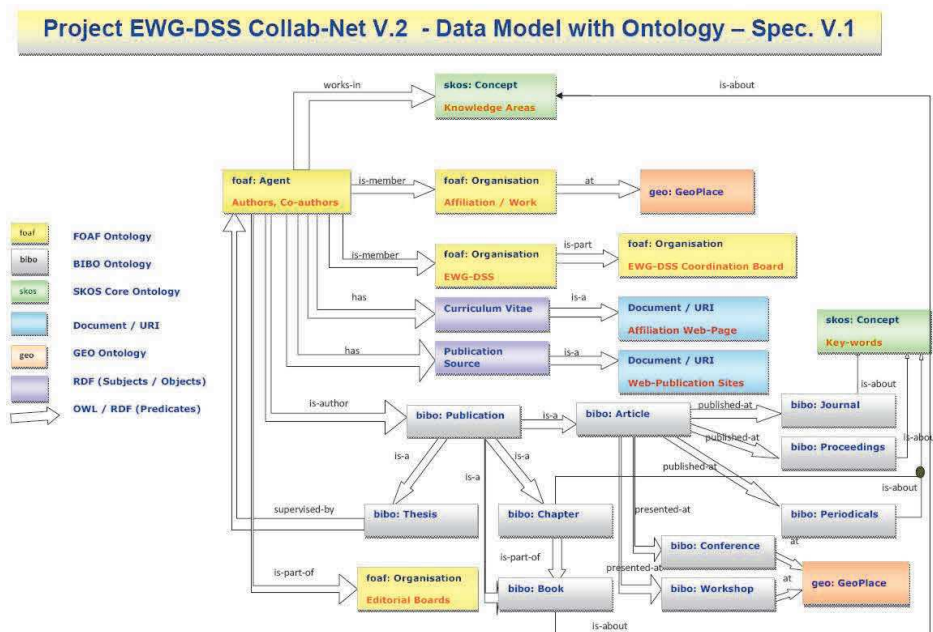 Project EWG-DSS Collab-Net V.2 - Data Model with Ontology – Spec. V.1
works-in
skos: Concept
Knowledge Areas
is-about
foaf: Agent
Authors, Co-authors
is-member
foaf: Organisation
Affiliation / Work
at
geo: GeoPlace
foaf
FOAF Ontology
bibo
BIBO Ontology
skos
SKOS Core Ontology
Document / URI
geo
GEO Ontology
RDF (Subjects / Objects)
OWL / RDF (Predicates)
is-member
foaf: Organisation
EWG-DSS
is-part
foaf: Organisation
EWG-DSS Coordination Board
has
Curriculum Vitae
is-a
Document / URI
Affiliation Web-Page
has
Publication
Source
is-a
Document / URI
Web-Publication Sites
skos: Concept
Key-words
is-about
is-author
bibo: Publication
is-a
bibo: Article
published-at
bibo: Journal
published-at
bibo: Proceedings
is-abou
is-a
is-a
is-a
published-at
is-about
supervised-by
bibo: Thesis
bibo: Chapter
presented-at
bibo: Periodicals
is-part-of
bibo: Conference
at
is-part-of
foaf: Organisation
Editorial Boards
bibo: Book
presented-at
bibo: Workshop
at
geo: GeoPlace
is-about